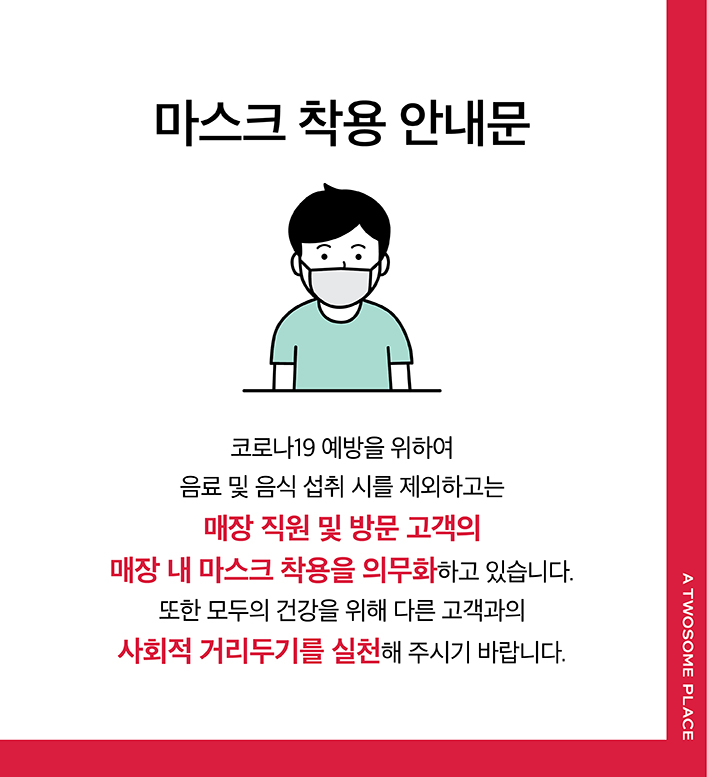 마스크 착용 안내문
코로나19 예방을 위하여
음료 및 음식 섭취 시를 제외하고는
매장 직원 및 방문 고객의
매장 내 마스크 착용을 의무화하고 있습니다.
또한 모두의 건강을 위해 다른 고객과의
사회적 거리두기를 실천해 주시기 바랍니다.
A TWOSOME PLACE